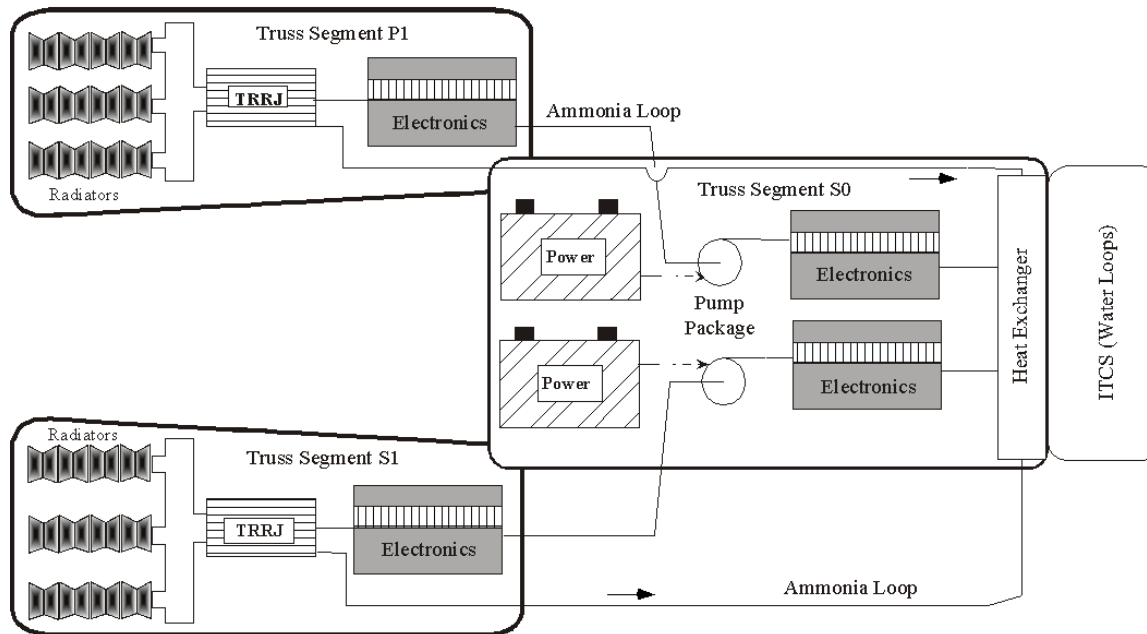 Truss Segment P1
TRRJ
Electronics
Radiators
Ammonia Loop
Truss Segment S0
Power
Electronics
Pump
Package
Power
Electronics
Heat Exchanger
ITCS (Water Loops)
Radiators
Truss Segment S1
TRRJ
Electronics
Ammonia Loop